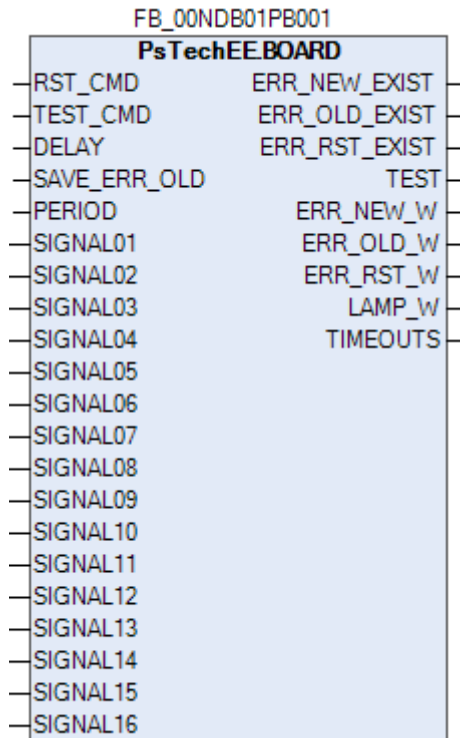 FB_00NDB01PB001
PsTechEE.BOARD
RST_CMD ERR_NEW_EXIST
TEST_CMD ERR_OLD_EXIST
DELAY ERR_RST_EXIST
SAVE_ERR_OLD TEST
PERIOD ERR_NEW_W
SIGNAL01 ERR_OLD_W
SIGNAL02 ERR_RST_W
SIGNAL03 LAMP_W
SIGNAL04 TIMEOUTS
SIGNAL05
SIGNAL06
SIGNAL07
SIGNAL08
SIGNAL09
SIGNAL10
SIGNAL11
SIGNAL12
SIGNAL13
SIGNAL14
SIGNAL15
SIGNAL16